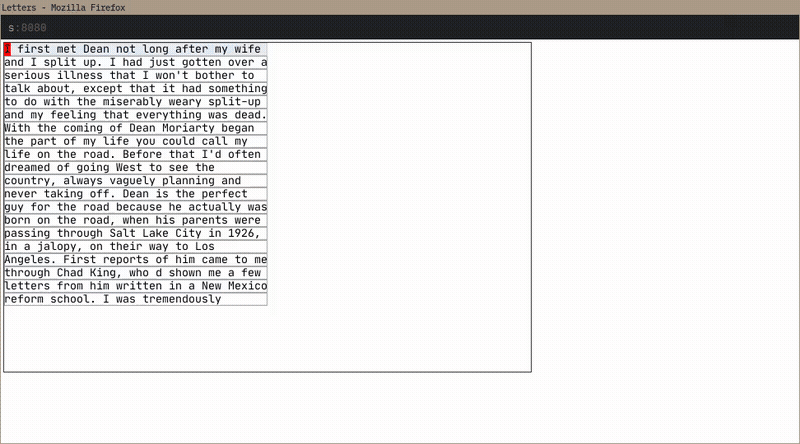 Letters - Mozilla Firefox
s:8080
I first met Dean not long after my wife
and I split up. I had just gotten over a
serious illness that I won't bother to
talk about, except that it had something
to do with the miserably weary split-up
and my feeling that everything was dead.
With the coming of Dean Moriarty began
the part of my life you could call my
life on the road. Before that I'd often
dreamed of going West to see the
country, always vaguely planning and
never taking off. Dean is the perfect
guy for the road because he actually was
born on the road, when his parents were
passing through Salt Lake City in 1926,
in a jalopy, on their way to Los
Angeles. First reports of him came to me
through Chad King, who d shown me a few
letters from him written in a New Mexico
reform school. I was tremendously